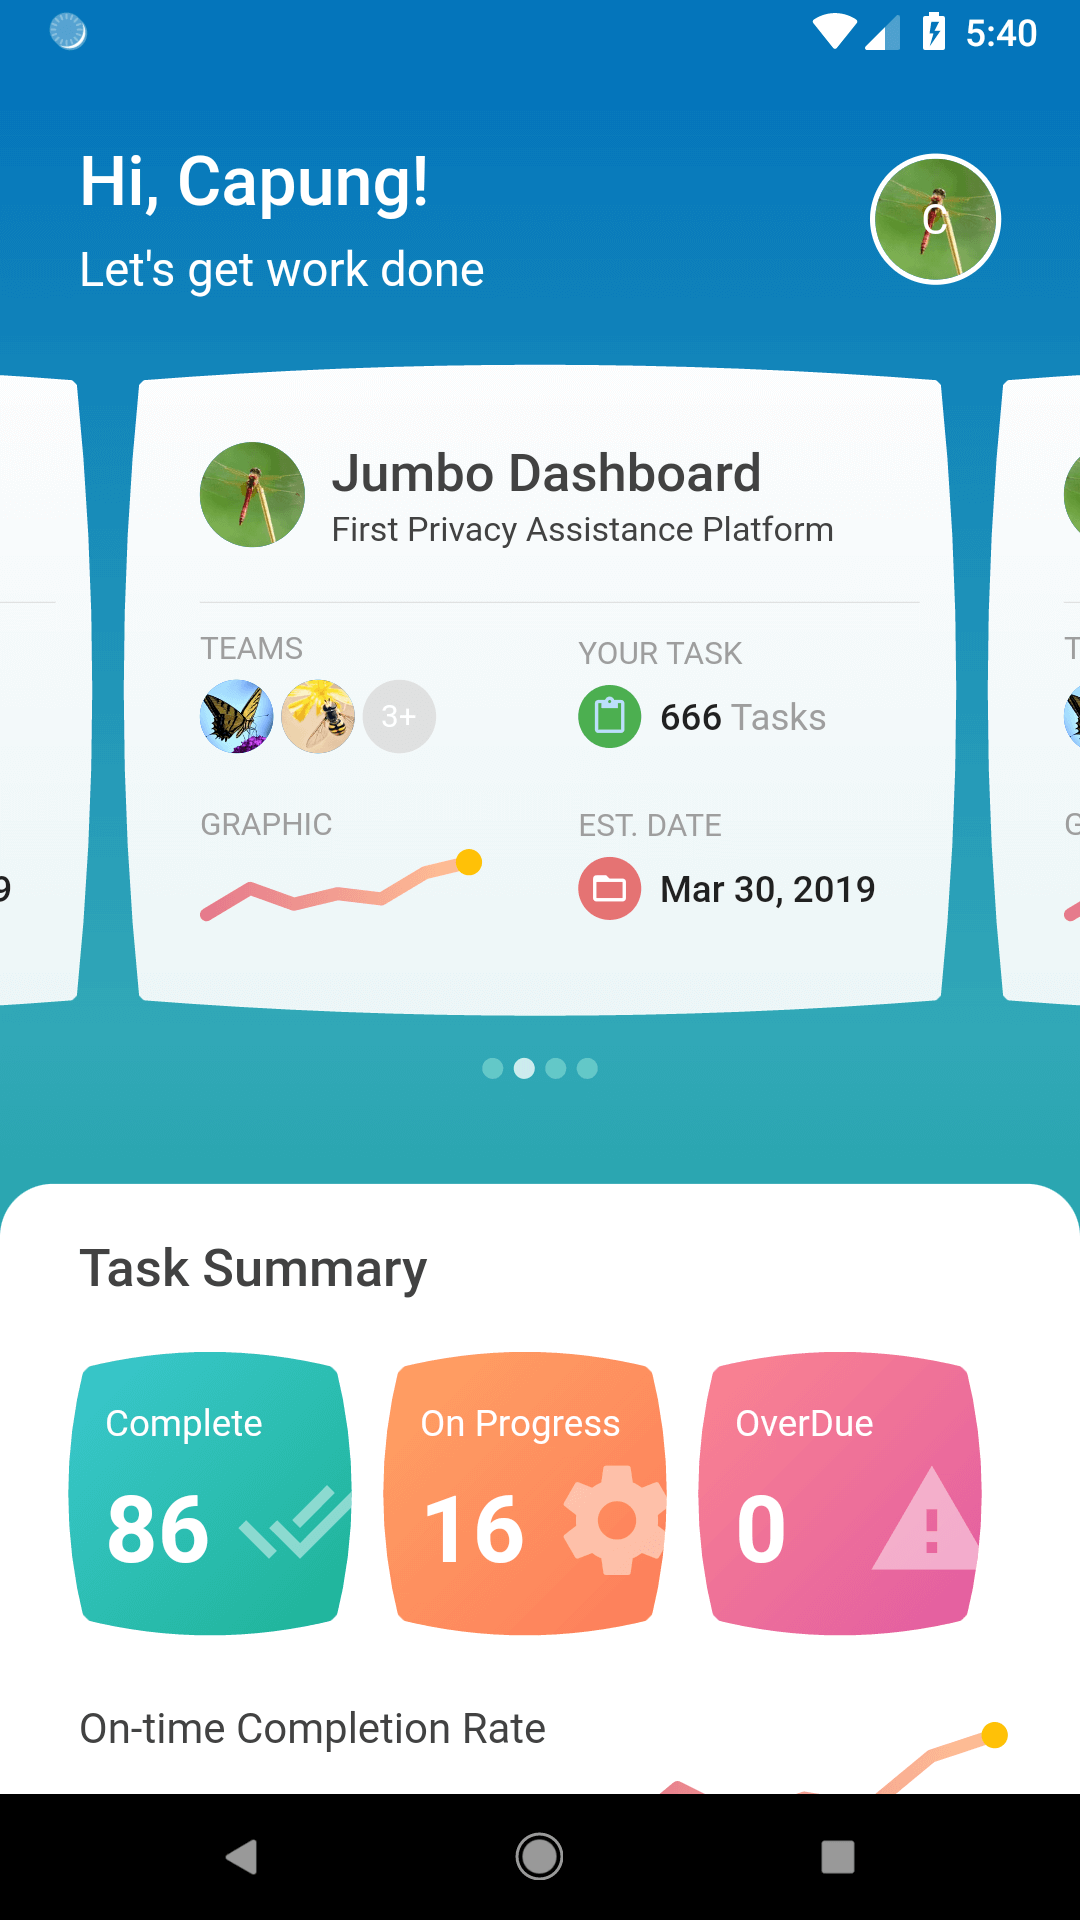 5:40
Hi, Capung!
C
Let's get work done
Jumbo Dashboard
First Privacy Assistance Platform
TEAMS
YOUR TASK
3+
666 Tasks
GRAPHIC
EST. DATE
Mar 30, 2019
9
T
G
Task Summary
Complete
On Progress
OverDue
86
16
0
On-time Completion Rate